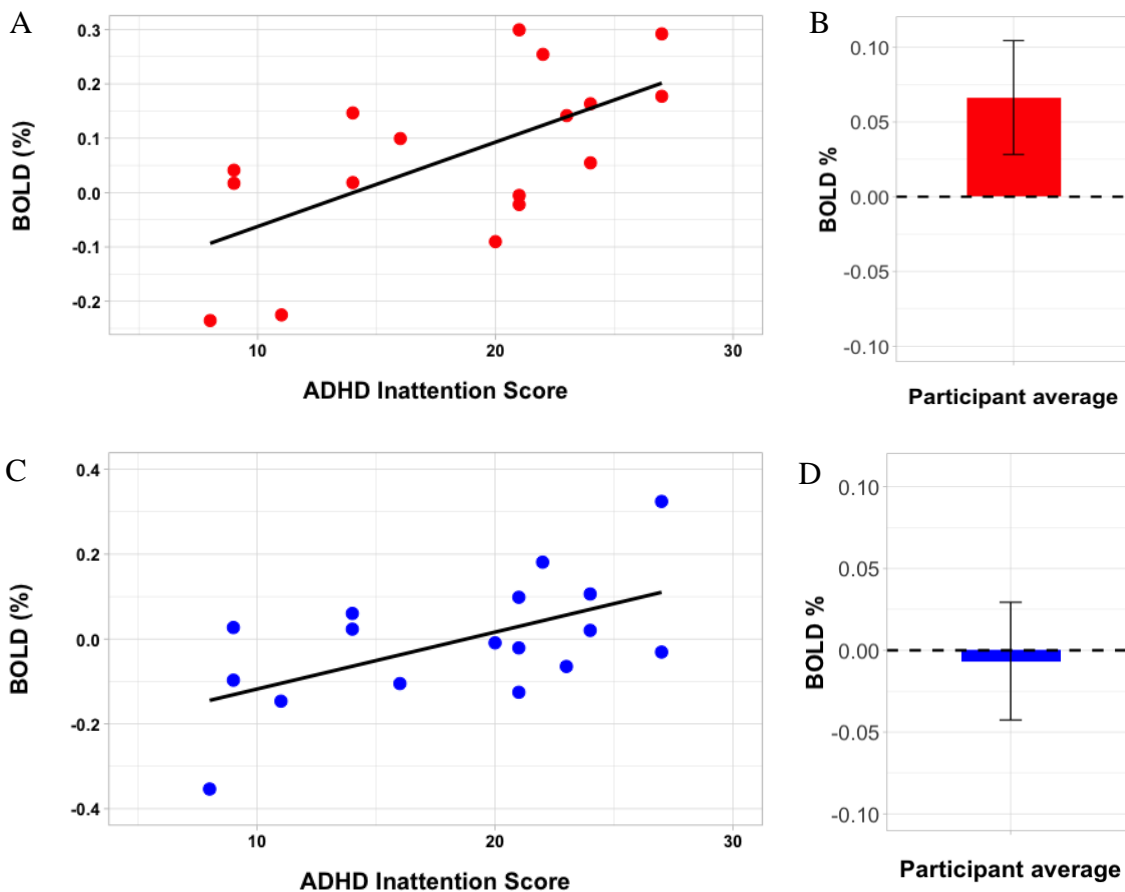 A
BOLD (%)
0.3
0.2
0.1
0.0
-0.1
-0.2
10 20 30
ADHD Inattention Score
B
BOLD %
0.10
0.05
0.00
-0.05
-0.10
Participant average
C
BOLD (%)
0.4
0.2
0.0
-0.2
-0.4
10 20 30
ADHD Inattention Score
D
BOLD %
0.10
0.05
0.00
-0.05
-0.10
Participant average